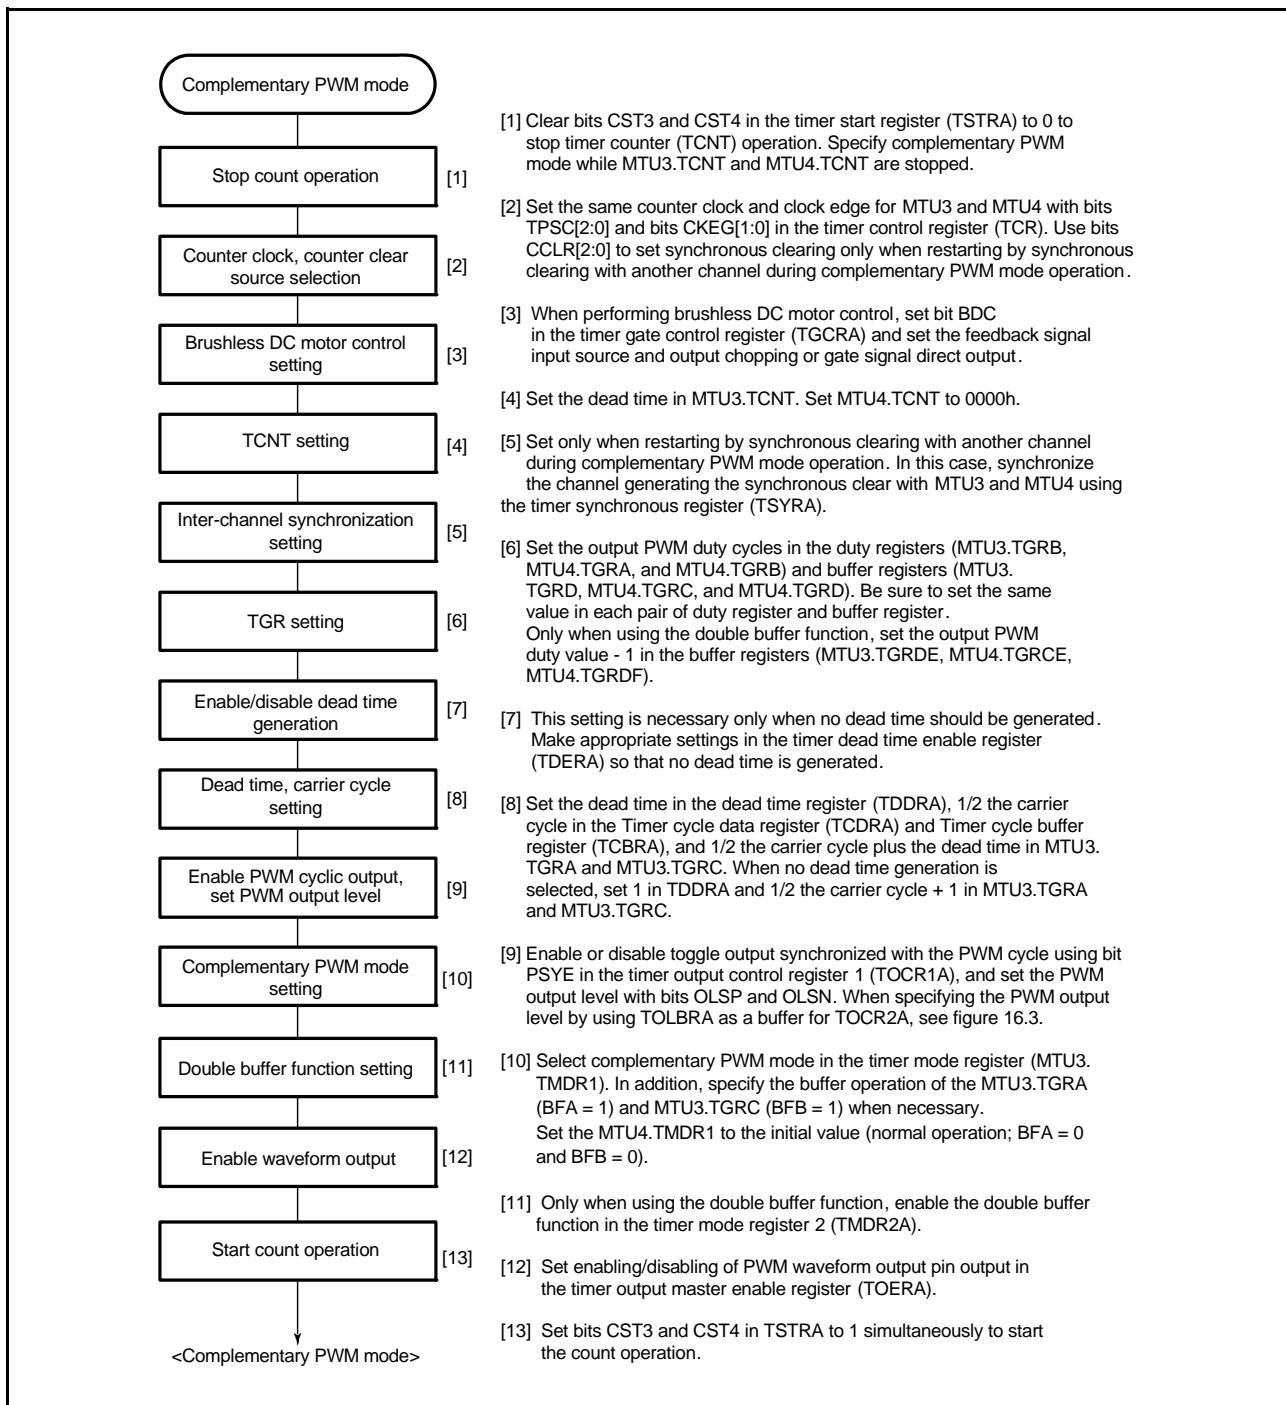 Complementary PWM mode
Stop count operation
[1]
Counter clock, counter clear
source selection
[2]
Brushless DC motor control
setting
[3]
TCNT setting
[4]
Inter-channel synchronization
setting
[5]
TGR setting
[6]
Enable/disable dead time
generation
[7]
Dead time, carrier cycle
setting
[8]
Enable PWM cyclic output,
set PWM output level
[9]
Complementary PWM mode
setting
[10]
Double buffer function setting
[11]
Enable waveform output
[12]
Start count operation
[13]
<Complementary PWM mode>
[1] Clear bits CST3 and CST4 in the timer start register (TSTRA) to 0 to
stop timer counter (TCNT) operation. Specify complementary PWM
mode while MTU3.TCNT and MTU4.TCNT are stopped.
[2] Set the same counter clock and clock edge for MTU3 and MTU4 with bits
TPSC[2:0] and bits CKEG[1:0] in the timer control register (TCR). Use bits
CCLR[2:0] to set synchronous clearing only when restarting by synchronous
clearing with another channel during complementary PWM mode operation.
[3] When performing brushless DC motor control, set bit BDC
in the timer gate control register (TGCRA) and set the feedback signal
input source and output chopping or gate signal direct output.
[4] Set the dead time in MTU3.TCNT. Set MTU4.TCNT to 0000h.
[5] Set only when restarting by synchronous clearing with another channel
during complementary PWM mode operation. In this case, synchronize
the channel generating the synchronous clear with MTU3 and MTU4 using
the timer synchronous register (TSYRA).
[6] Set the output PWM duty cycles in the duty registers (MTU3.TGRB,
MTU4.TGRA, and MTU4.TGRB) and buffer registers (MTU3.
TGRD, MTU4.TGRC, and MTU4.TGRD). Be sure to set the same
value in each pair of duty register and buffer register.
Only when using the double buffer function, set the output PWM
duty value - 1 in the buffer registers (MTU3.TGRDE, MTU4.TGRCE,
MTU4.TGRDF).
[7] This setting is necessary only when no dead time should be generated.
Make appropriate settings in the timer dead time enable register
(TDERA) so that no dead time is generated.
[8] Set the dead time in the dead time register (TDDRA), 1/2 the carrier
cycle in the Timer cycle data register (TCDRA) and Timer cycle buffer
register (TCBRA), and 1/2 the carrier cycle plus the dead time in MTU3.
TGRA and MTU3.TGRC. When no dead time generation is
selected, set 1 in TDDRA and 1/2 the carrier cycle + 1 in MTU3.TGRA
and MTU3.TGRC.
[9] Enable or disable toggle output synchronized with the PWM cycle using bit
PSYE in the timer output control register 1 (TOCR1A), and set the PWM
output level with bits OLSP and OLSN. When specifying the PWM output
level by using TOLBRA as a buffer for TOCR2A, see figure 16.3.
[10] Select complementary PWM mode in the timer mode register (MTU3.
TMDR1). In addition, specify the buffer operation of the MTU3.TGRA
(BFA = 1) and MTU3.TGRC (BFB = 1) when necessary.
Set the MTU4.TMDR1 to the initial value (normal operation; BFA = 0
and BFB = 0).
[11] Only when using the double buffer function, enable the double buffer
function in the timer mode register 2 (TMDR2A).
[12] Set enabling/disabling of PWM waveform output pin output in
the timer output master enable register (TOERA).
[13] Set bits CST3 and CST4 in TSTRA to 1 simultaneously to start
the count operation.